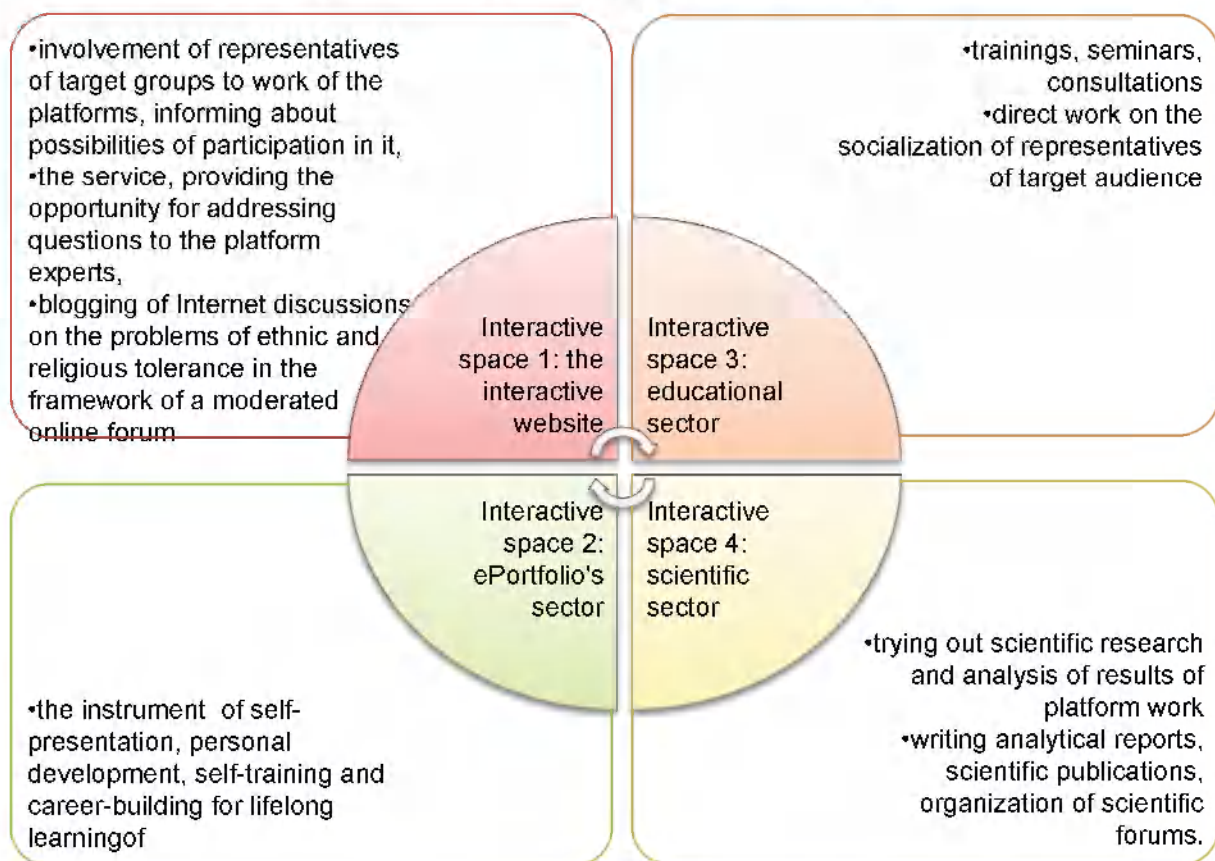 •involvement of representatives
of target groups to work of the
platforms, informing about
possibilities of participation in it,
•the service, providing the
opportunity for addressing
questions to the platform
experts,
•blogging of Internet discussions
on the problems of ethnic and
religious tolerance in the
framework of a moderated
online forum
•trainings, seminars,
consultations
•direct work on the
socialization of representatives
of target audience
Interactive
space 1: the
interactive
website
Interactive
space 3:
educational
sector
Interactive
space 2:
ePortfolio's
sector
Interactive
space 4:
scientific
sector
•the instrument of self-
presentation, personal
development, self-training and
career-building for lifelong
learningof
•trying out scientific research
and analysis of results of
platform work
•writing analytical reports,
scientific publications,
organization of scientific
forums.